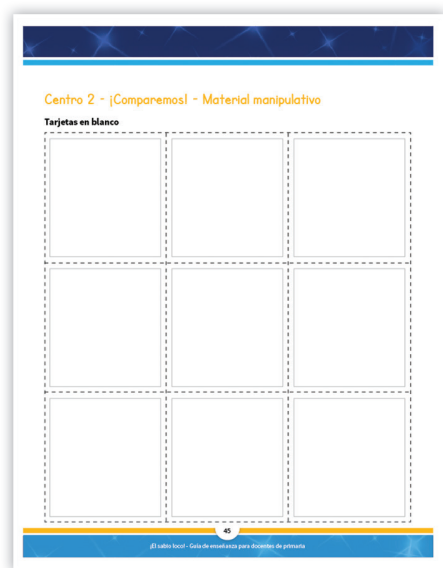 Centro 2 - ¡Comparemos! - Material manipulativo
Tarjetas en blanco
45
¡El sabio loco! - Guía de enseñanza para docentes de primaria